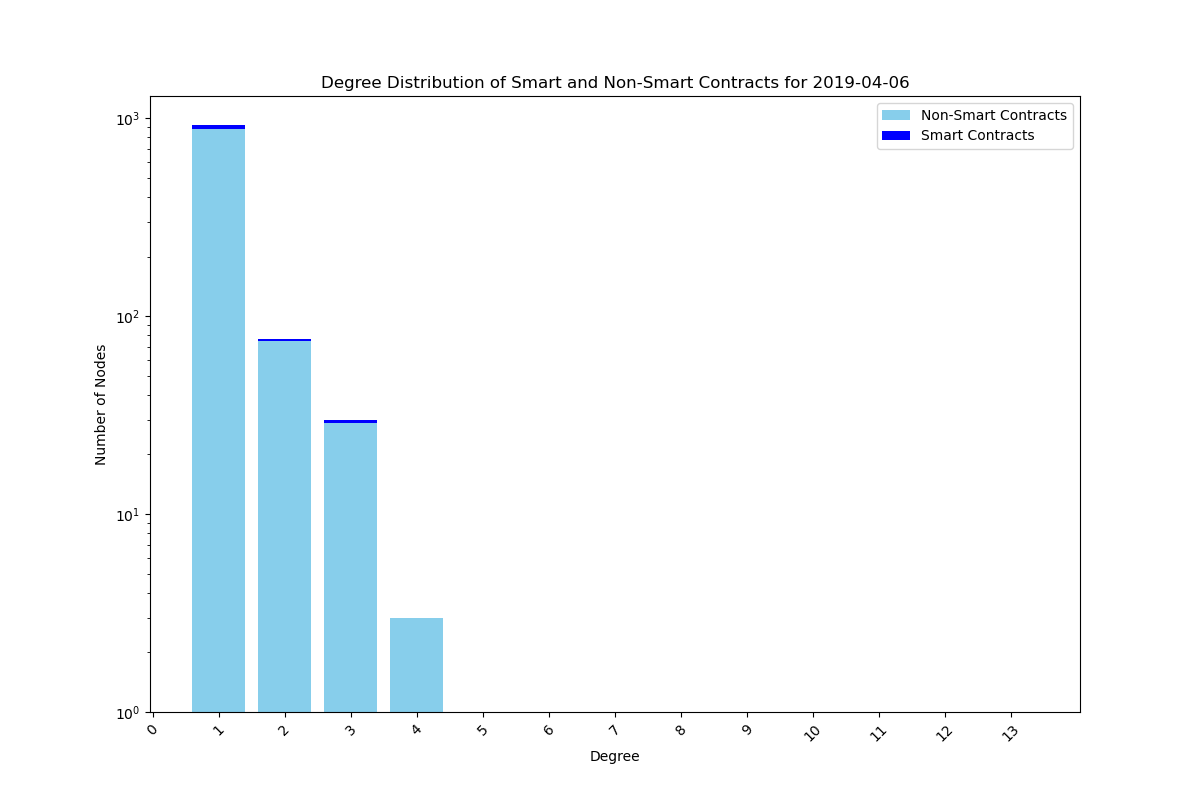 Degree Distribution of Smart and Non-Smart Contracts for 2019-04-06
Non-Smart Contracts
Smart Contracts
Number of Nodes
10³
10²
10¹
10⁰
0 1 2 3 4 5 6 7 8 9 10 11 12 13
Degree